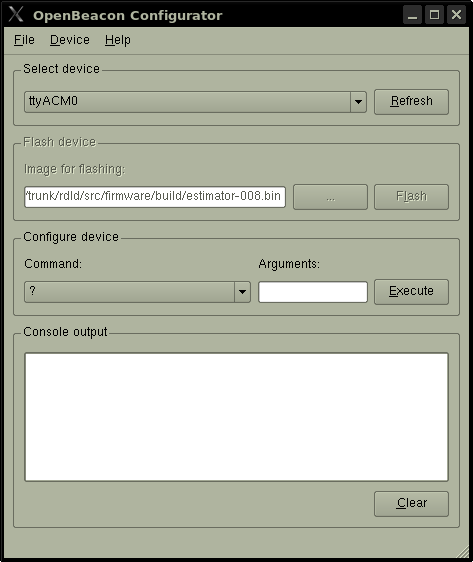 OpenBeacon Configurator
File Device Help
Select device
ttyACM0
Refresh
Flash device
Image for flashing:
/trunk/rdld/src/firmware/build/estimator-008.bin
...
Flash
Configure device
Command: Arguments:
?
Execute
Console output
Clear